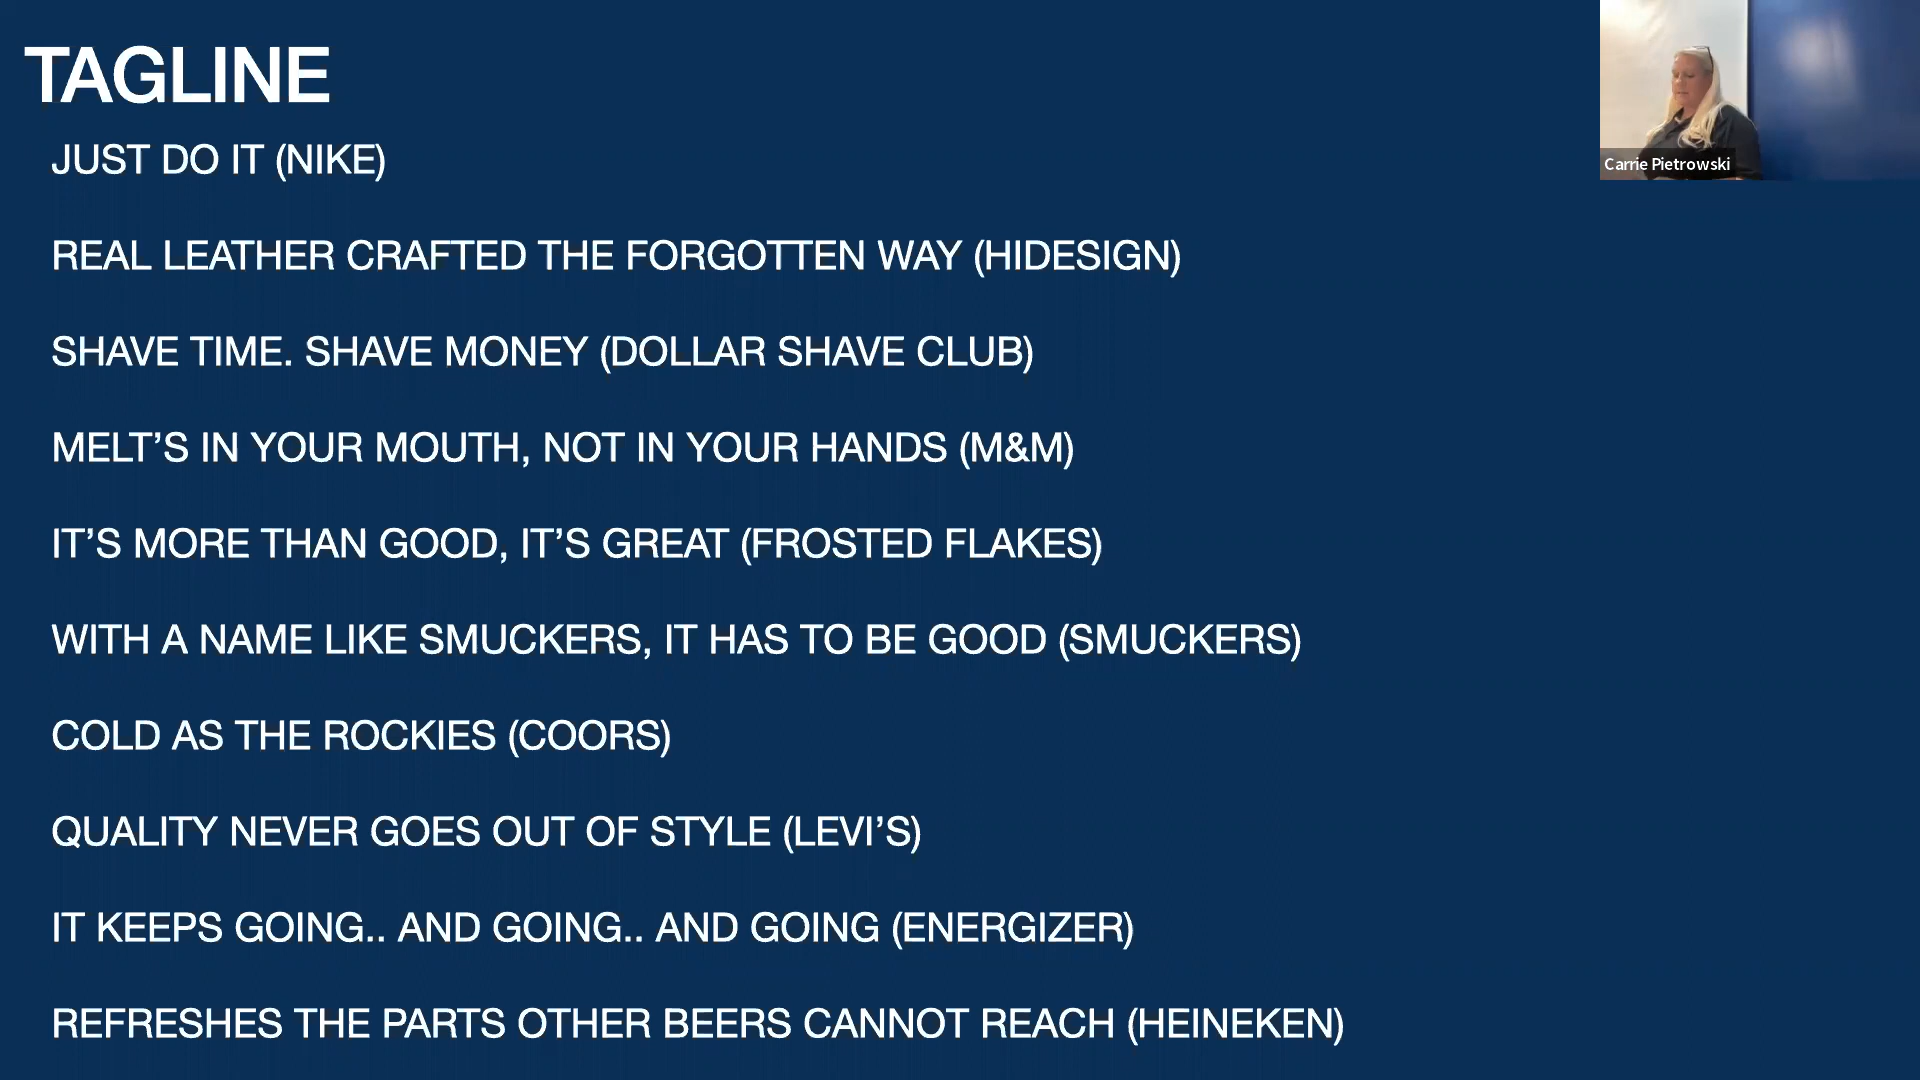 TAGLINE
JUST DO IT (NIKE)
REAL LEATHER CRAFTED THE FORGOTTEN WAY (HIDESIGN)
SHAVE TIME. SHAVE MONEY (DOLLAR SHAVE CLUB)
MELT’S IN YOUR MOUTH, NOT IN YOUR HANDS (M&M)
IT’S MORE THAN GOOD, IT’S GREAT (FROSTED FLAKES)
WITH A NAME LIKE SMUCKERS, IT HAS TO BE GOOD (SMUCKERS)
COLD AS THE ROCKIES (COORS)
QUALITY NEVER GOES OUT OF STYLE (LEVI’S)
IT KEEPS GOING.. AND GOING.. AND GOING (ENERGIZER)
REFRESHES THE PARTS OTHER BEERS CANNOT REACH (HEINEKEN)
Carrie Pietrowski